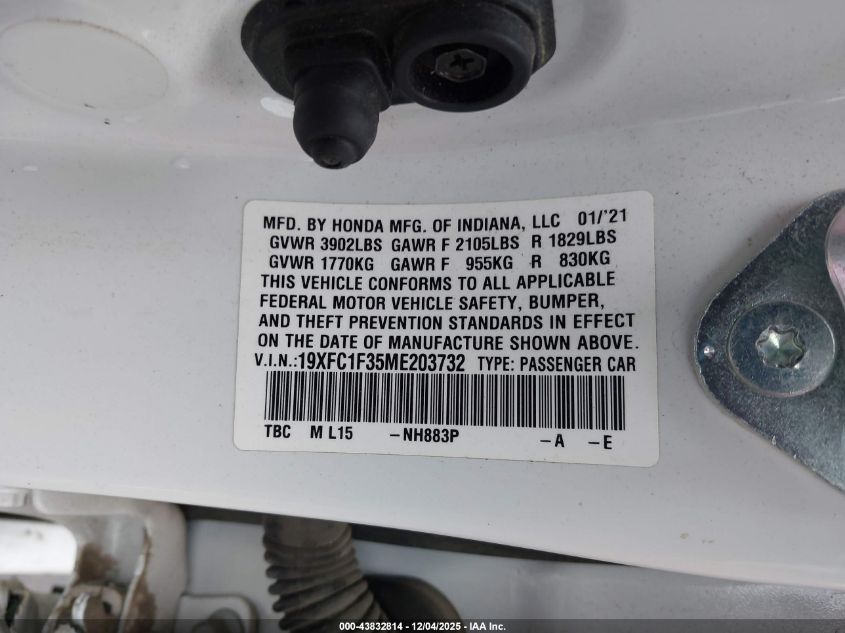 MFD. BY HONDA MFG. OF INDIANA, LLC 01/'21
GVWR 3902LBS GAWR F 2105LBS R 1829LBS
GVWR 1770KG GAWR F 955KG R 830KG
THIS VEHICLE CONFORMS TO ALL APPLICABLE
FEDERAL MOTOR VEHICLE SAFETY, BUMPER,
AND THEFT PREVENTION STANDARDS IN EFFECT
ON THE DATE OF MANUFACTURE SHOWN ABOVE.
V.I.N.:19XFC1F35ME203732 TYPE: PASSENGER CAR
TBC M L15 -NH883P -A -E
000-43832814 - 12/04/2025 - IAA Inc.